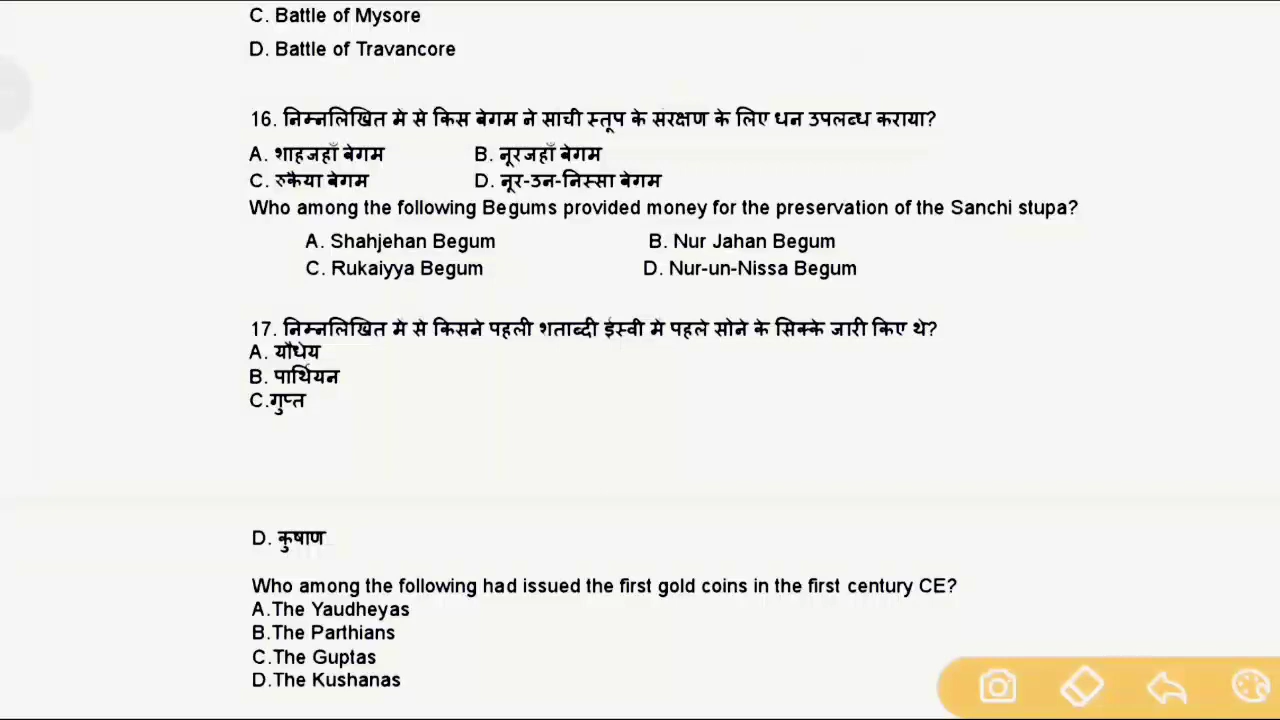 C. Battle of Mysore
D. Battle of Travancore
16. निम्नलिखित मे से किस बेगम ने साची स्तूप के सरक्षण के लिए धन उपलब्ध कराया?
A. शाहजहाँ बेगम B. नूरजहाँ बेगम
C. रुकैया बेगम D. नूर-उन-निस्सा बेगम
Who among the following Begums provided money for the preservation of the Sanchi stupa?
A. Shahjehan Begum B. Nur Jahan Begum
C. Rukaiyya Begum D. Nur-un-Nissa Begum
17. निम्नलिखित मे से किसने पहली शताब्दी ईस्वी मे पहले सोने के सिक्के जारी किए थे?
A. यौधेय
B. पार्थियन
C.गुप्त
D. कुषाण
Who among the following had issued the first gold coins in the first century CE?
A.The Yaudheyas
B.The Parthians
C.The Guptas
D.The Kushanas